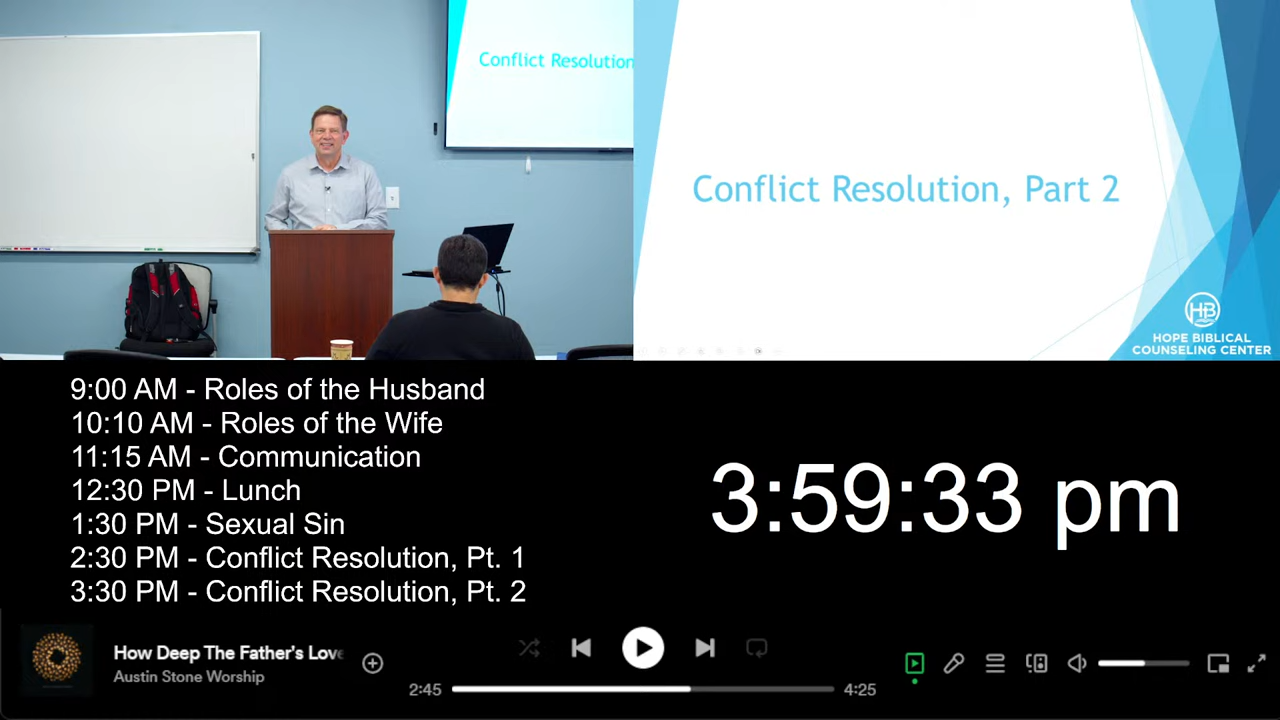 Conflict Resolution
Conflict Resolution, Part 2
HB
HOPE BIBLICAL
COUNSELING CENTER
9:00 AM - Roles of the Husband
10:10 AM - Roles of the Wife
11:15 AM - Communication
12:30 PM - Lunch
1:30 PM - Sexual Sin
2:30 PM - Conflict Resolution, Pt. 1
3:30 PM - Conflict Resolution, Pt. 2
3:59:33 pm
How Deep The Father's Love
Austin Stone Worship
2:45
4:25